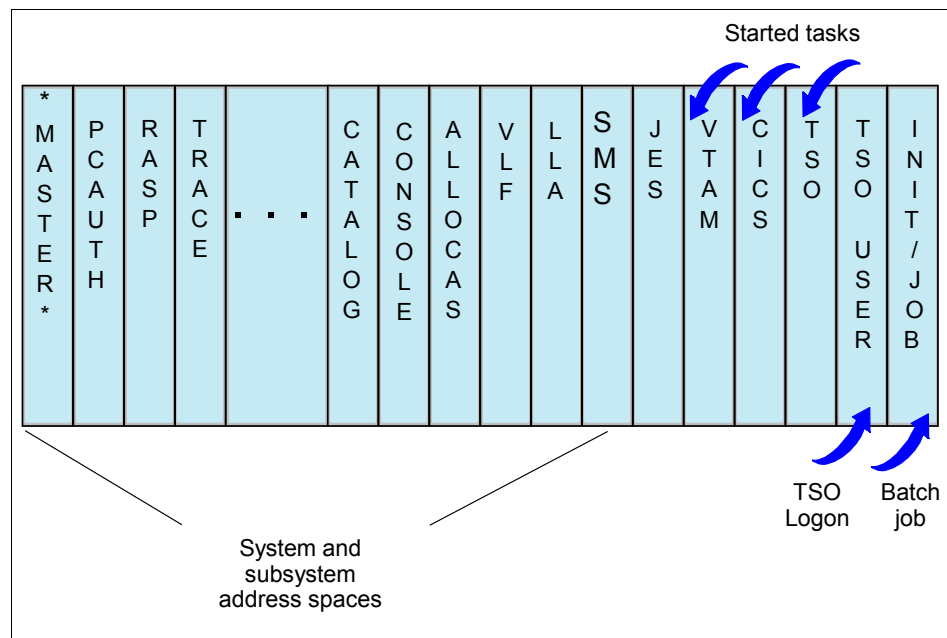 Started tasks
*MASTER*
PCAUTH
RASP
TRACE
. . .
CATALOG
CONSOLE
ALLOCAS
VLF
LLA
SMS
JES
VTAM
CICS
TSO
TSO USER
INIT/JOB
TSO
Logon
Batch
job
System and
subsystem
address spaces